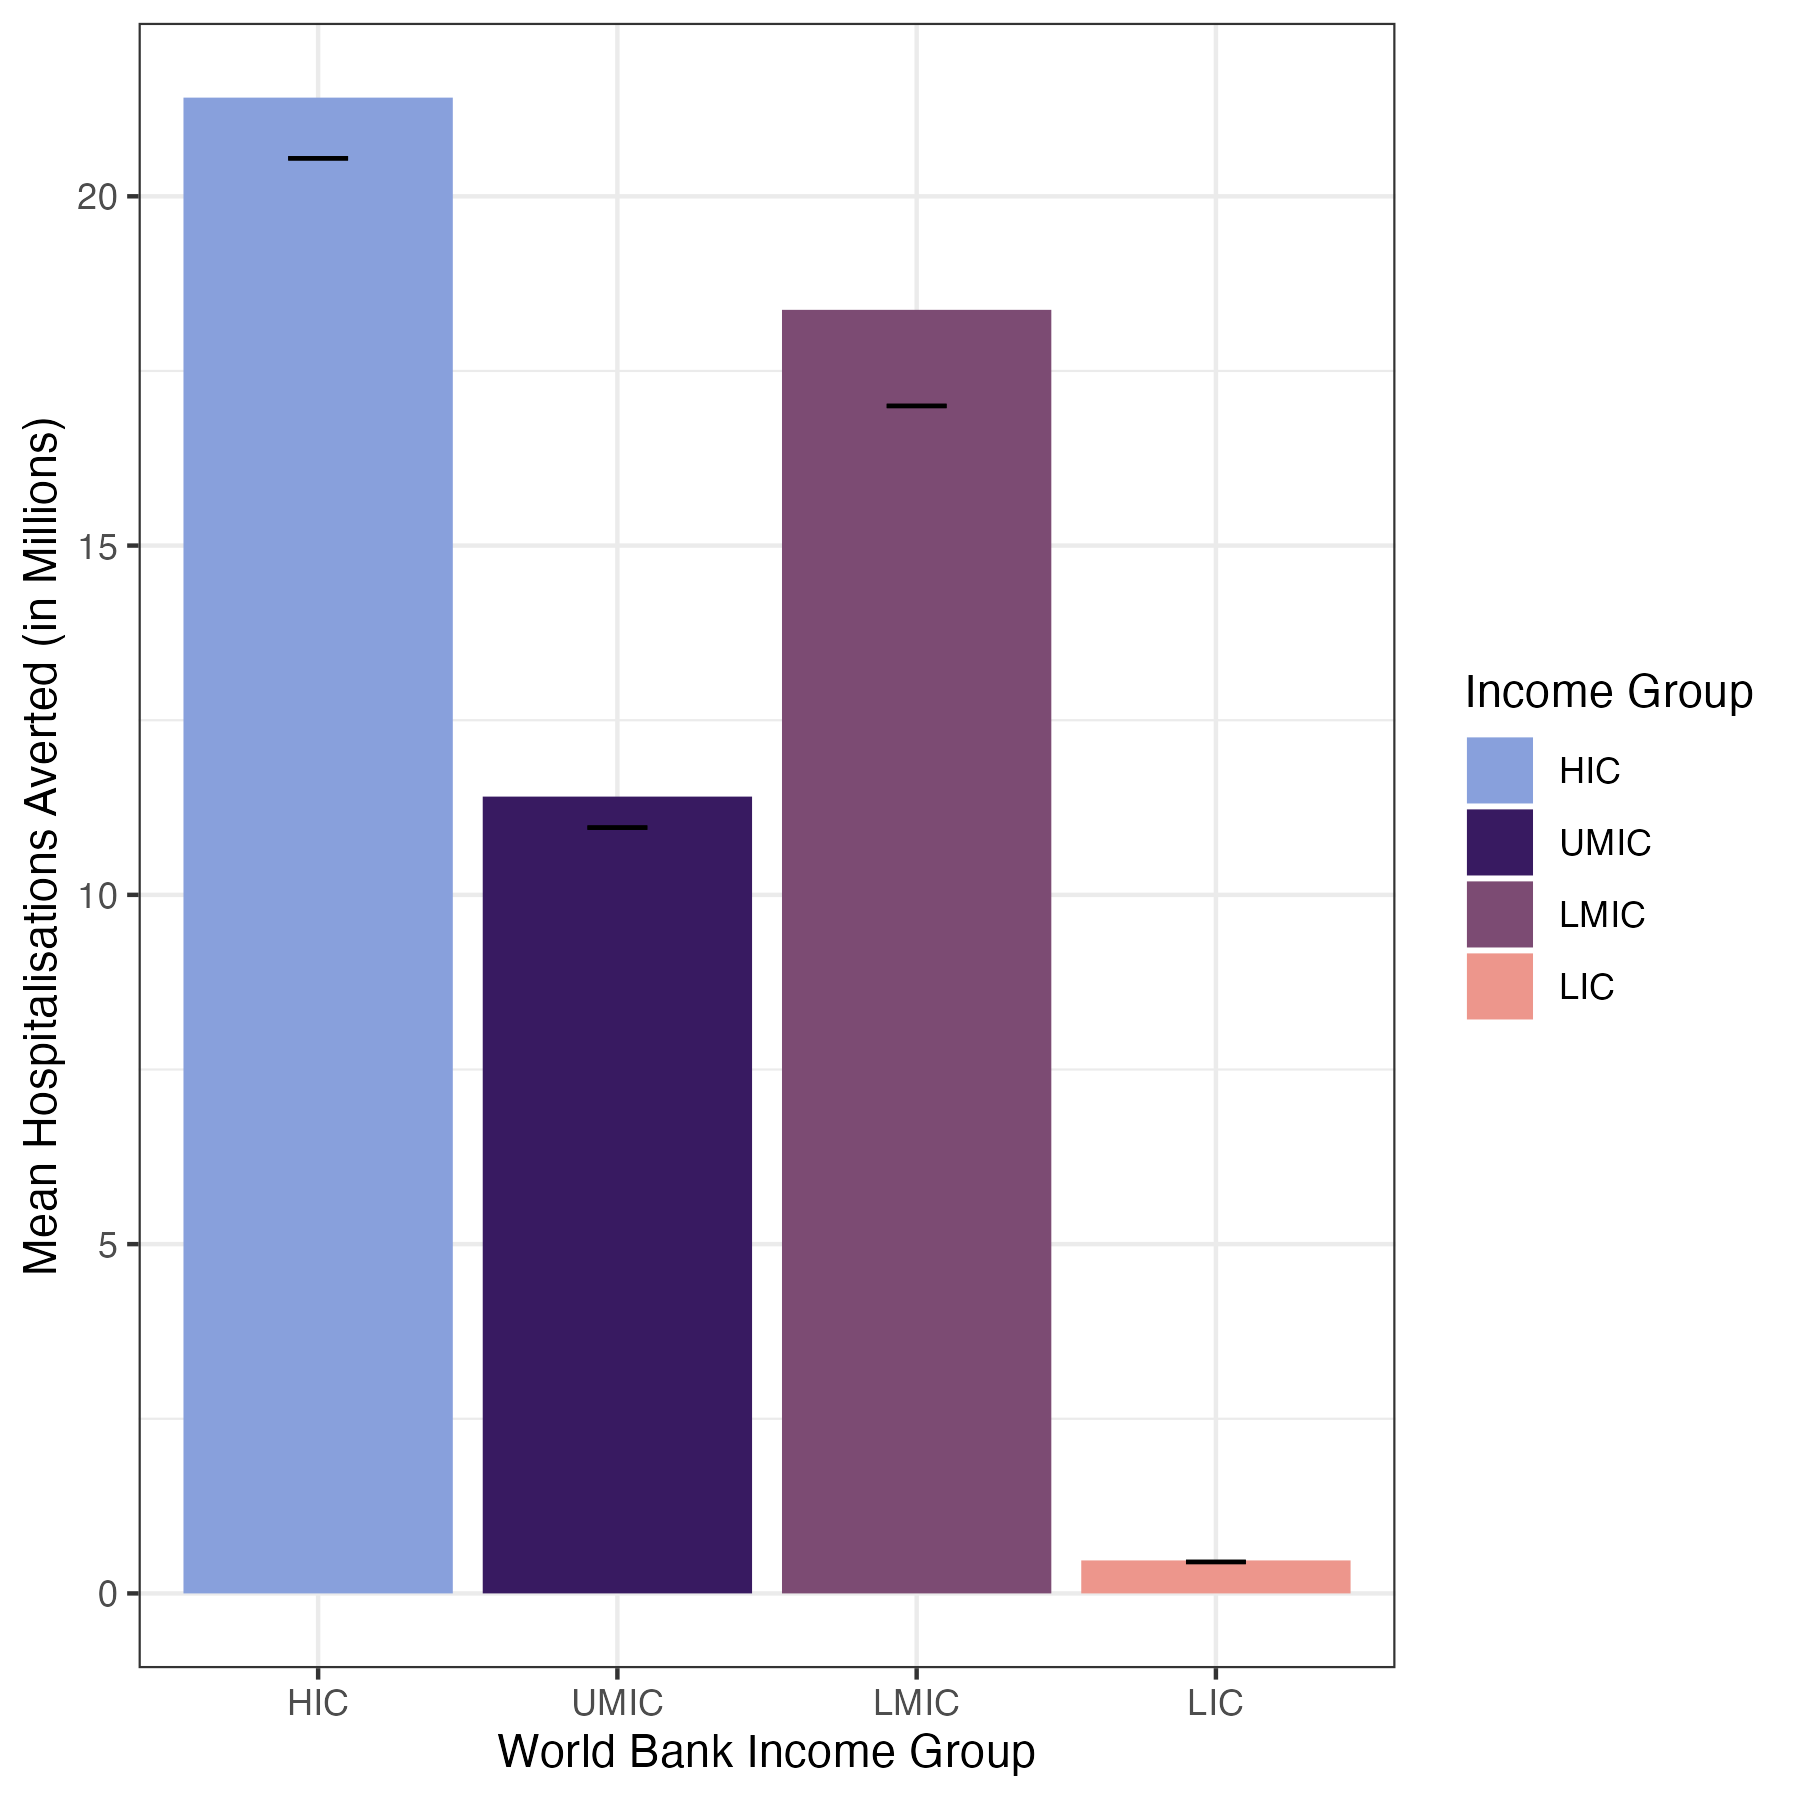 Mean Hospitalisations Averted (in Millions)
20
15
10
5
0
HIC
UMIC
LMIC
LIC
World Bank Income Group
Income Group
HIC
UMIC
LMIC
LIC